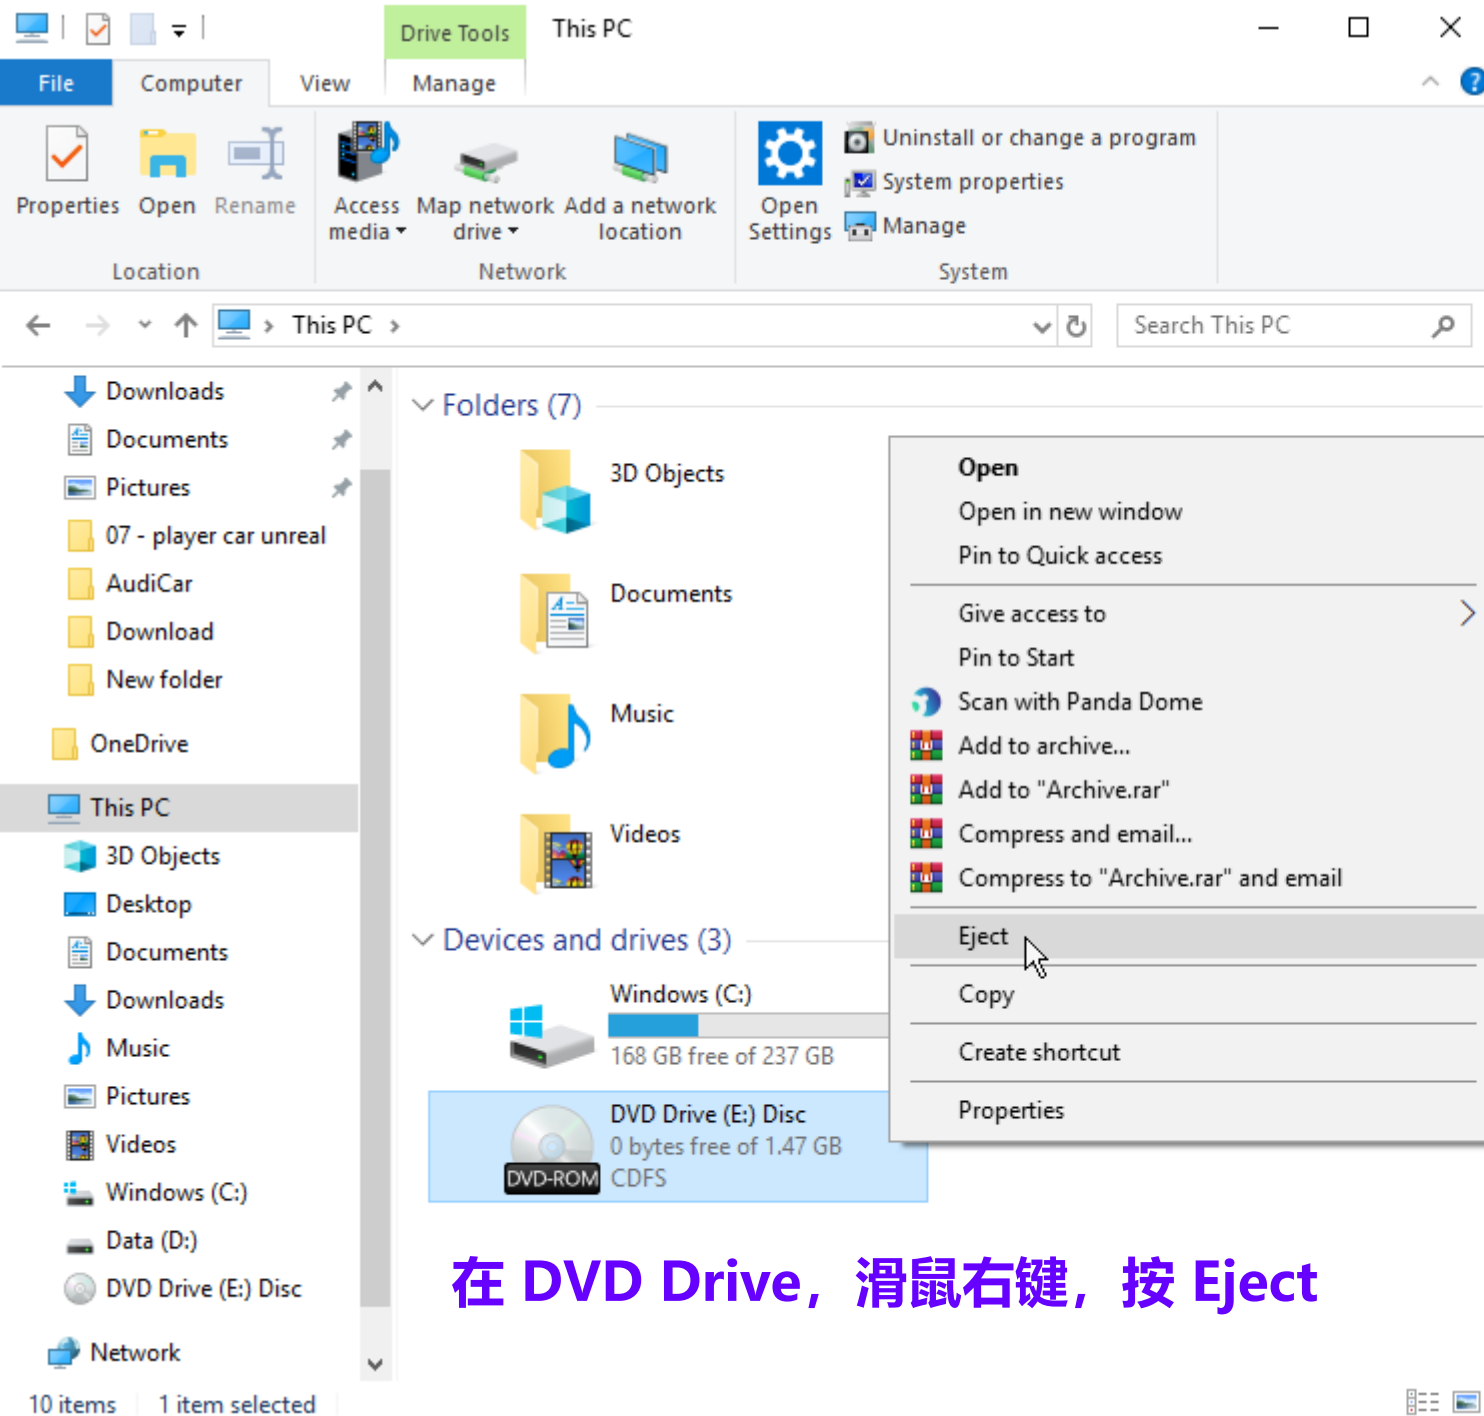 Drive Tools
This PC
File
Computer
View
Manage
Properties
Open
Rename
Access media
Map network drive
Add a network location
Open Settings
Uninstall or change a program
System properties
Manage
Location
Network
System
This PC
Search This PC
Downloads
Documents
Pictures
07 - player car unreal
AudiCar
Download
New folder
OneDrive
This PC
3D Objects
Desktop
Documents
Downloads
Music
Pictures
Videos
Windows (C:)
Data (D:)
DVD Drive (E:) Disc
Network
Folders (7)
3D Objects
Documents
Music
Videos
Devices and drives (3)
Windows (C:)
168 GB free of 237 GB
DVD-ROM
DVD Drive (E:) Disc
0 bytes free of 1.47 GB
CDFS
Open
Open in new window
Pin to Quick access
Give access to
Pin to Start
Scan with Panda Dome
Add to archive...
Add to "Archive.rar"
Compress and email...
Compress to "Archive.rar" and email
Eject
Copy
Create shortcut
Properties
在 DVD Drive，滑鼠右键，按 Eject
10 items
1 item selected